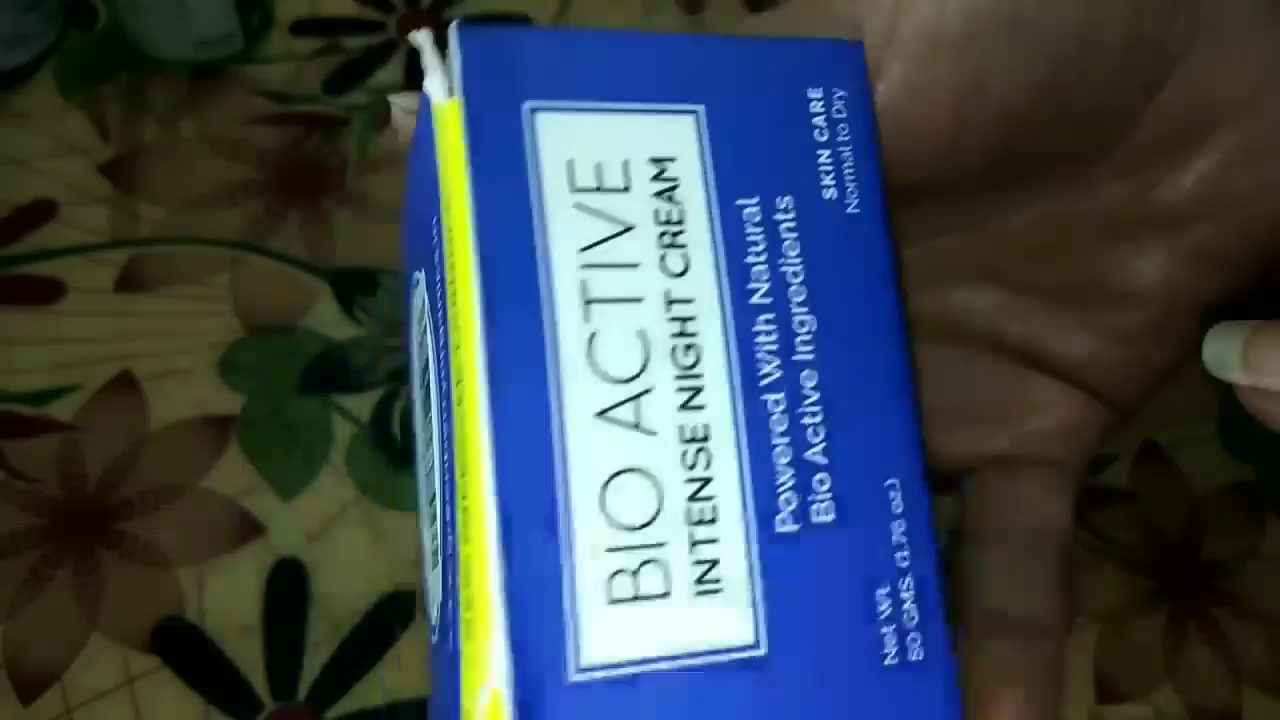 BIO ACTIVE
INTENSE NIGHT CREAM
Powered With Natural
Bio Active Ingredients
SKIN CARE
Normal to Dry
Net Wt.
50 GMS. (1.76 oz.)